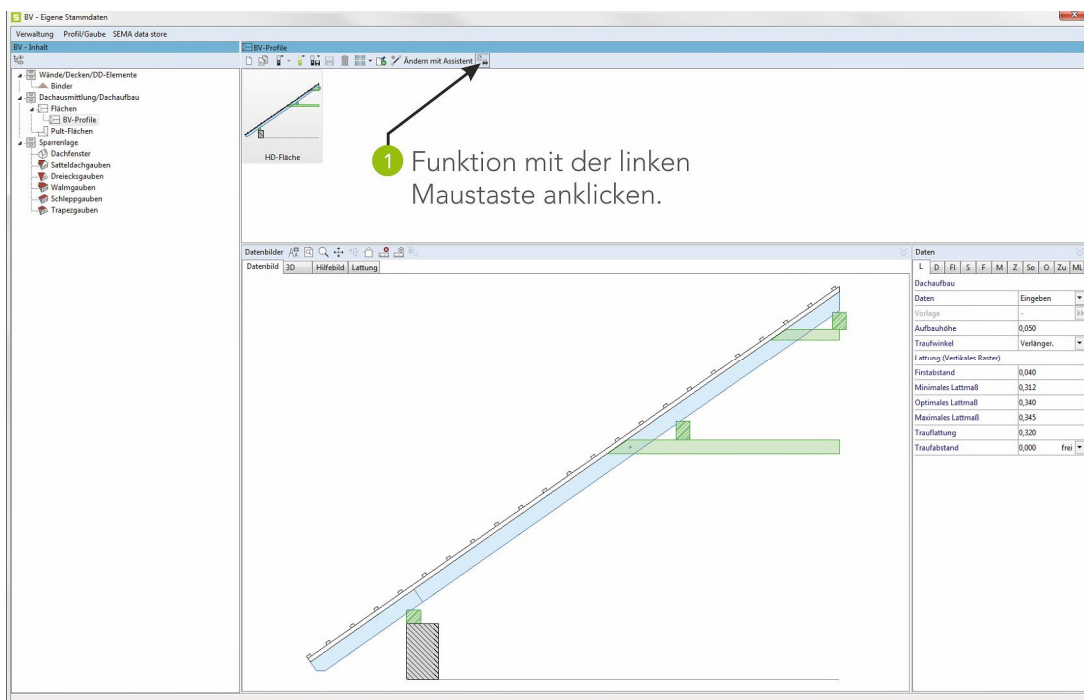 S BV - Eigene Stammdaten
Verwaltung Profil/Gaube SEMA data store
BV - Inhalt
BV-Profile
Ändern mit Assistent
Wände/Decken/DD-Elemente
Binder
Dachausmittlung/Dachaufbau
Flächen
BV-Profile
Pult-Flächen
Sparrenlage
Dachfenster
Satteldachgauben
Dreiecksgauben
Walmgauben
Schleppgauben
Trapezgauben
HD-Fläche
1 Funktion mit der linken
Maustaste anklicken.
Datenbilder
Datenbild 3D Hilfebild Lattung
Daten
L D Fl S F M Z So O Zu ML
Dachaufbau
Daten Eingeben
Vorlage -
Aufbauhöhe 0,050
Traufwinkel Verlänger.
Lattung (Vertikales Raster)
Firstabstand 0,040
Minimales Lattmaß 0,312
Optimales Lattmaß 0,340
Maximales Lattmaß 0,345
Trauflattung 0,320
Traufabstand 0,000 frei